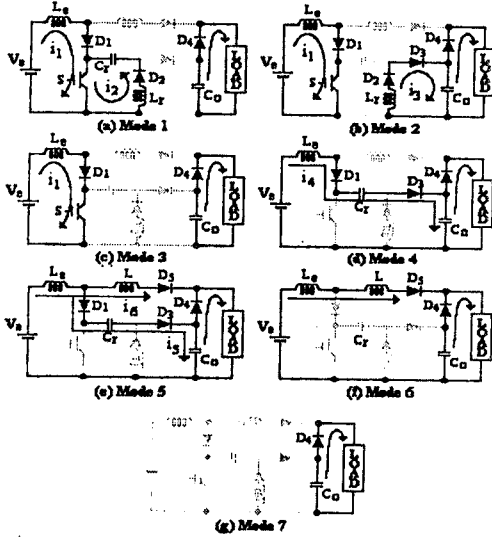 Ls
D1
Cr
D4
Vs
i1
S
i2
D2
Lr
Co
LOAD
(a) Mode 1
Ls
D1
D3
D4
Vs
i1
S
D2
Lr
i3
Co
LOAD
(b) Mode 2
Ls
D1
D4
Vs
i1
S
Co
LOAD
(c) Mode 3
Ls
D1
i4
D3
D4
Vs
Cr
Co
LOAD
(d) Mode 4
Ls
L
D5
D1
i6
D3
D4
Vs
Cr
i5
Co
LOAD
(e) Mode 5
Ls
L
D5
D4
Vs
Cr
Co
LOAD
(f) Mode 6
D4
Co
LOAD
(g) Mode 7